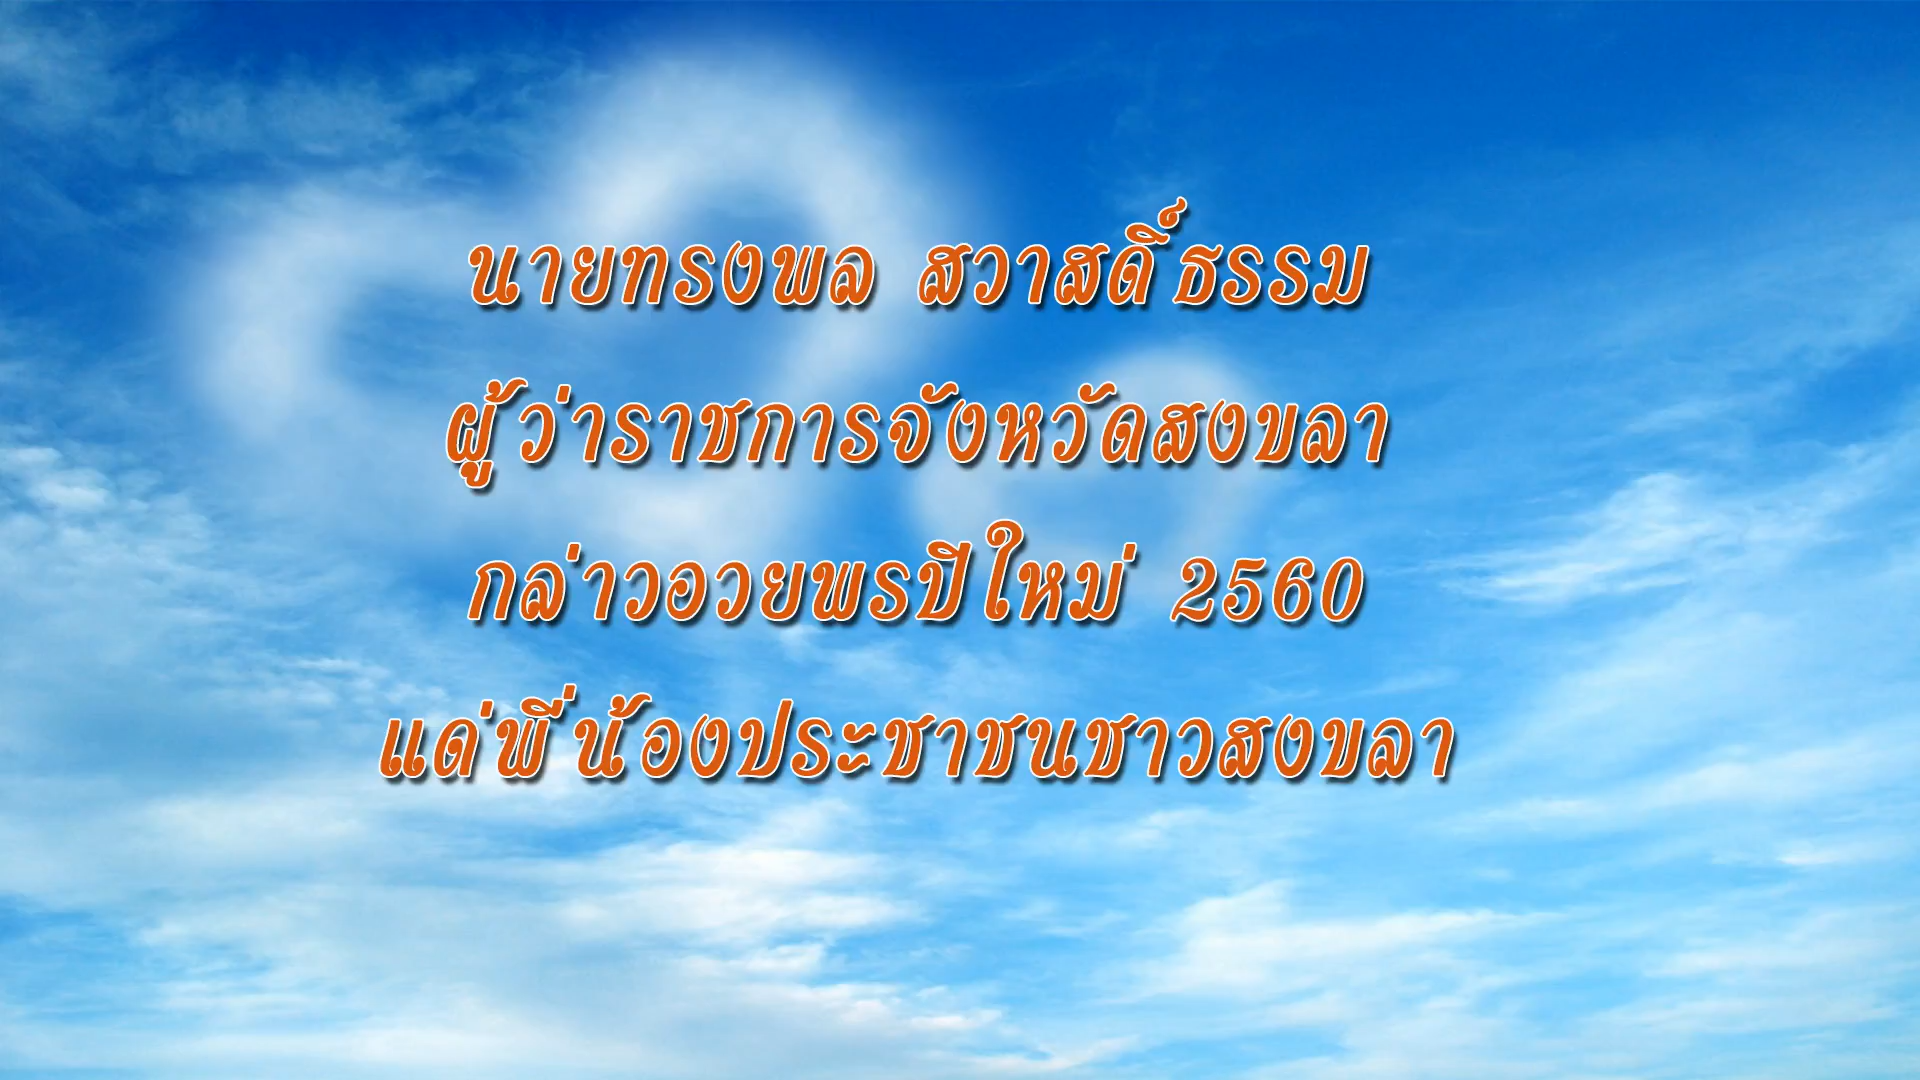 นายทรงพล สวาสดิ์ธรรม
ผู้ว่าราชการจังหวัดสงขลา
กล่าวอวยพรปีใหม่ 2560
แด่พี่น้องประชาชนชาวสงขลา